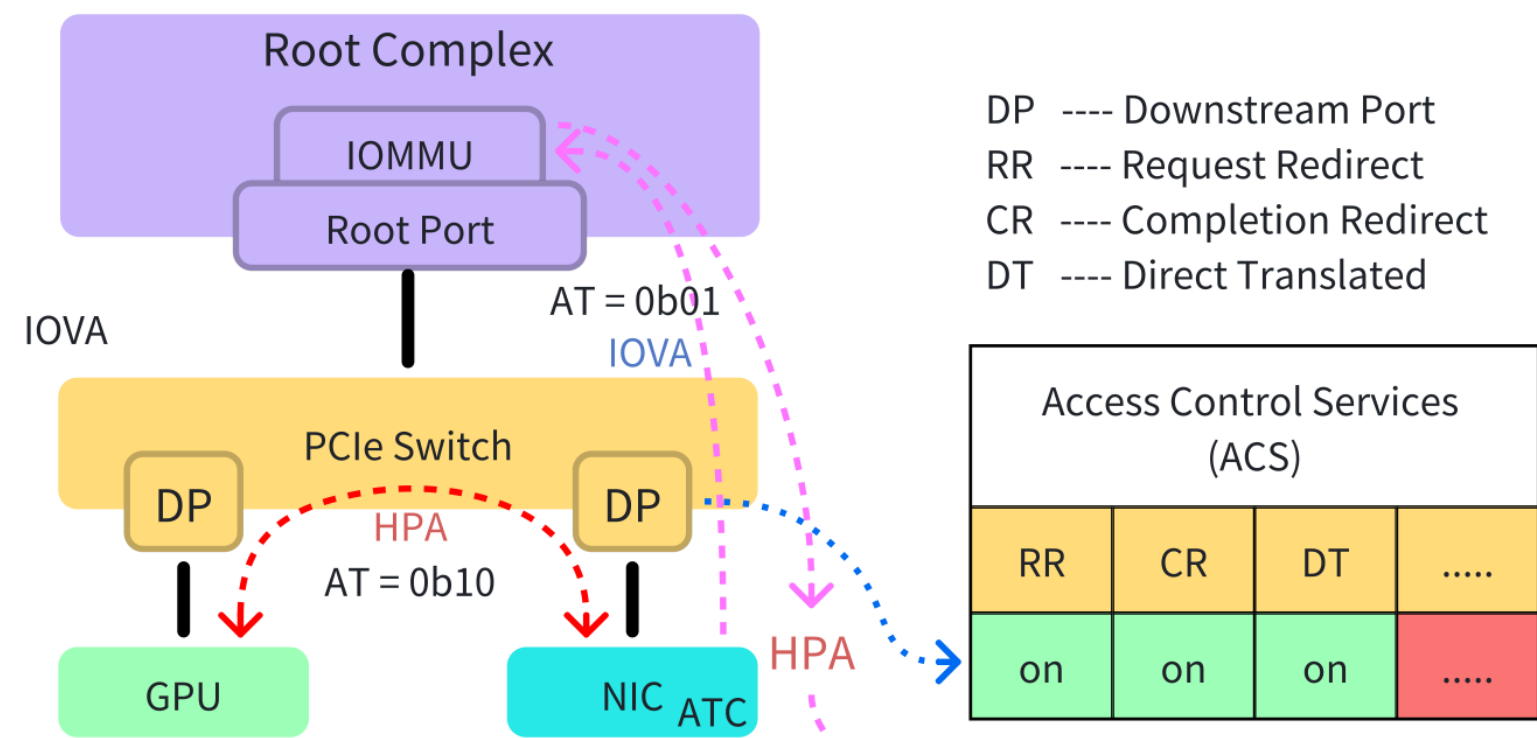 Root Complex
IOMMU
Root Port
AT = 0b01
IOVA
IOVA
PCIe Switch
DP
DP
HPA
AT = 0b10
GPU
NIC
ATC
HPA
DP ---- Downstream Port
RR ---- Request Redirect
CR ---- Completion Redirect
DT ---- Direct Translated
Access Control Services
(ACS)
RR CR DT .....
on on on .....